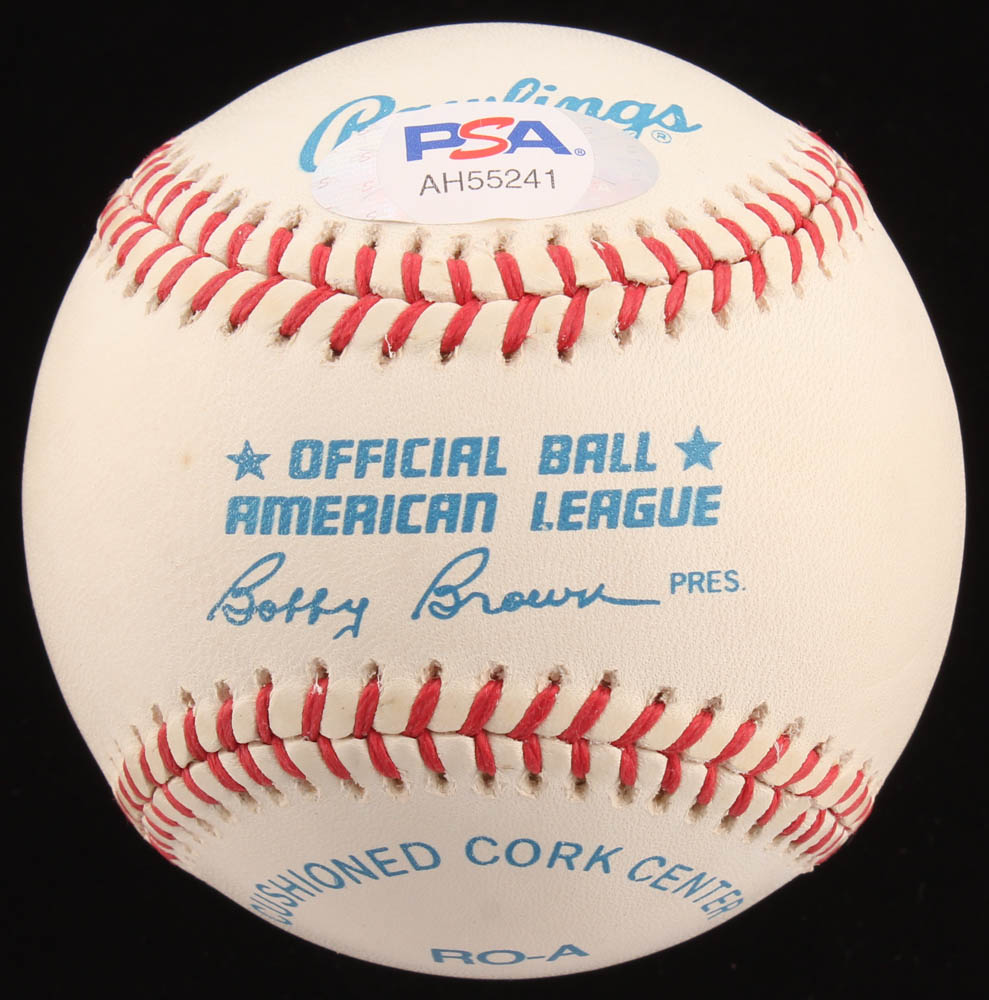 Rawlings®
PSA®
AH55241
OFFICIAL BALL
AMERICAN LEAGUE
Bobby Brown PRES.
CUSHIONED CORK CENTER
RO-A